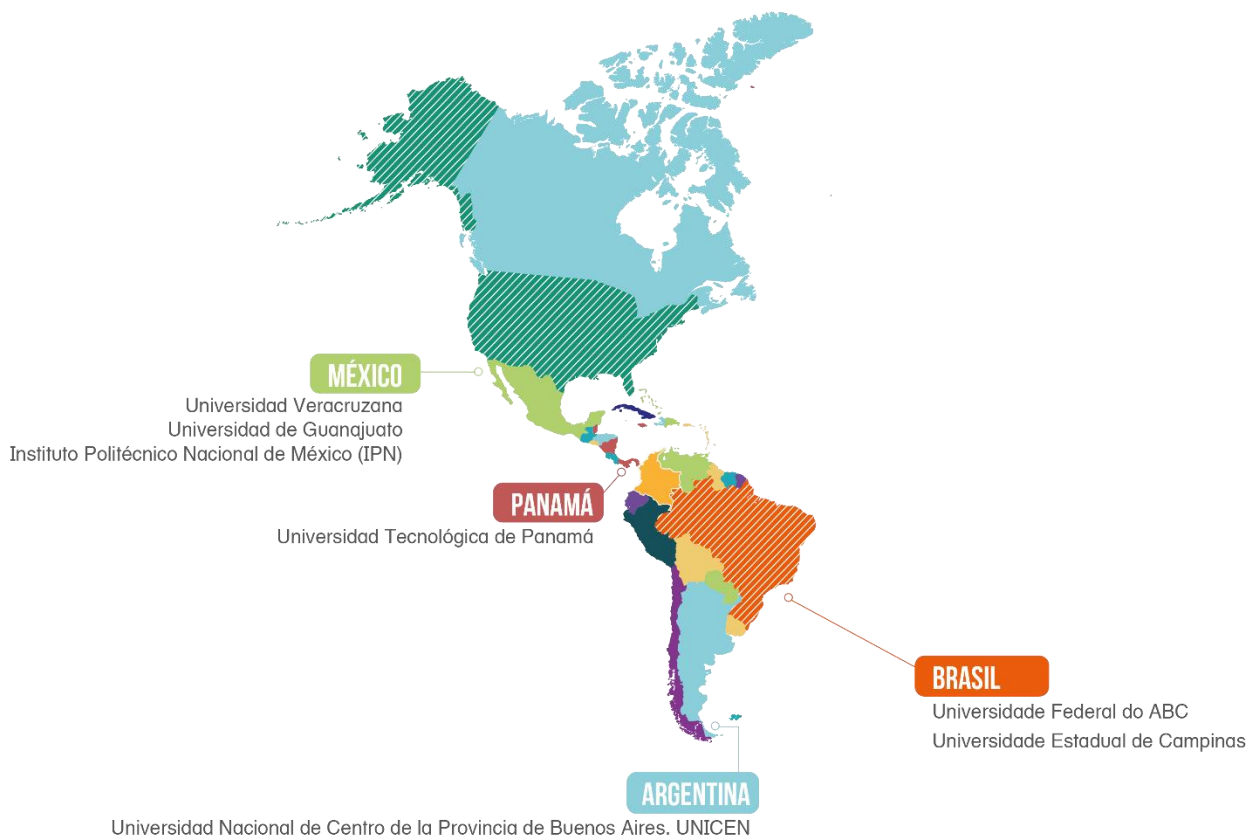 MÉXICO
Universidad Veracruzana
Universidad de Guanqjuato
Instituto Politécnico Nacional de México (IPN)
PANAMÁ
Universidad Tecnológica de Panamá
BRASIL
Universidade Federal do ABC
Universidade Estadual de Campinas
ARGENTINA
Universidad Nacional de Centro de la Provincia de Buenos Aires. UNICEN